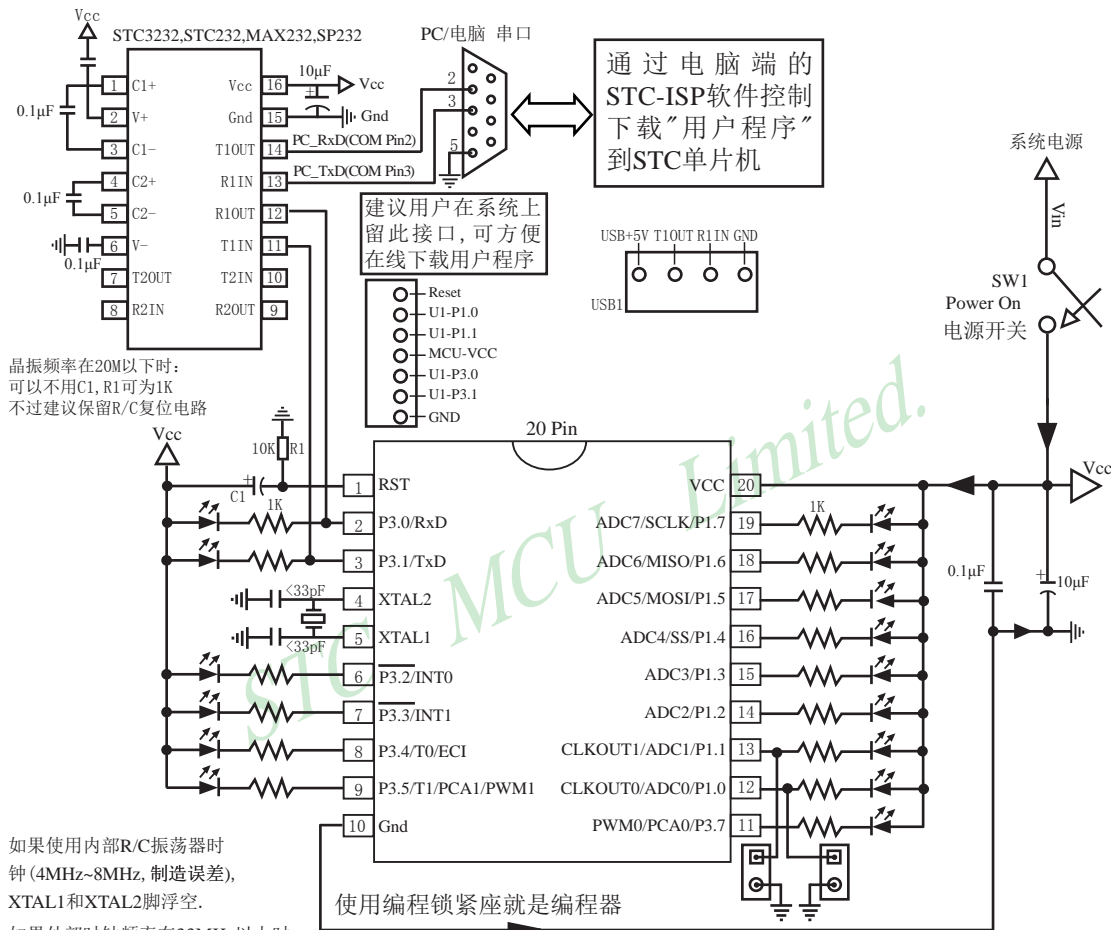 Vcc
STC3232,STC232,MAX232,SP232
PC/电脑 串口
1 C1+ Vcc 16
10μF
Vcc
0.1μF
2 V+ Gnd 15
Gnd
3 C1- T1OUT 14
PC_RxD(COM Pin2)
4 C2+ R1IN 13
PC_TxD(COM Pin3)
0.1μF
5 C2- R1OUT 12
6 V- T1IN 11
0.1μF
7 T2OUT T2IN 10
8 R2IN R2OUT 9
2
3
5
通过电脑端的
STC-ISP软件控制
下载"用户程序"
到STC单片机
建议用户在系统上
留此接口,可方便
在线下载用户程序
Reset
U1-P1.0
U1-P1.1
MCU-VCC
U1-P3.0
U1-P3.1
GND
USB+5V T1OUT R1IN GND
USB1
系统电源
Vin
SW1
Power On
电源开关
晶振频率在20M以下时:
可以不用C1,R1可为1K
不过建议保留R/C复位电路
Vcc
10K R1
+
C1
1K
20 Pin
1 RST
2 P3.0/RxD
3 P3.1/TxD
<33pF
4 XTAL2
5 XTAL1
<33pF
6 P3.2/INT0
7 P3.3/INT1
8 P3.4/T0/ECI
9 P3.5/T1/PCA1/PWM1
10 Gnd
VCC 20
ADC7/SCLK/P1.7 19
1K
ADC6/MISO/P1.6 18
ADC5/MOSI/P1.5 17
ADC4/SS/P1.4 16
ADC3/P1.3 15
ADC2/P1.2 14
CLKOUT1/ADC1/P1.1 13
CLKOUT0/ADC0/P1.0 12
PWM0/PCA0/P3.7 11
Vcc
0.1μF
+
10μF
STC MCU Limited.
如果使用内部R/C振荡器时
钟(4MHz~8MHz,制造误差),
XTAL1和XTAL2脚浮空.
使用编程锁紧座就是编程器